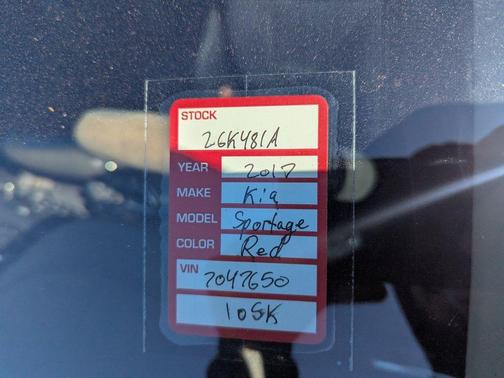 STOCK
26K481A
YEAR 2017
MAKE Kia
MODEL Sportage
COLOR Red
VIN
7047650
105K